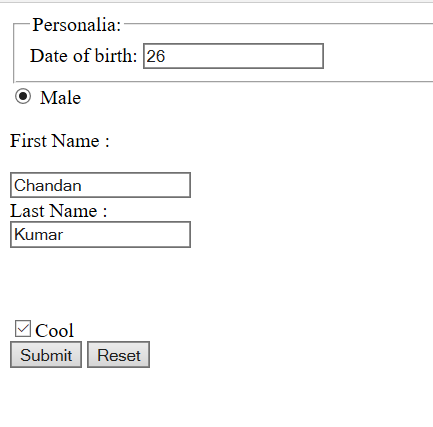 Personalia:
Date of birth: 26
Male
First Name :
Chandan
Last Name :
Kumar
Cool
Submit Reset